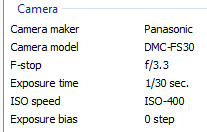 Camera
Camera maker Panasonic
Camera model DMC-FS30
F-stop f/3.3
Exposure time 1/30 sec.
ISO speed ISO-400
Exposure bias 0 step